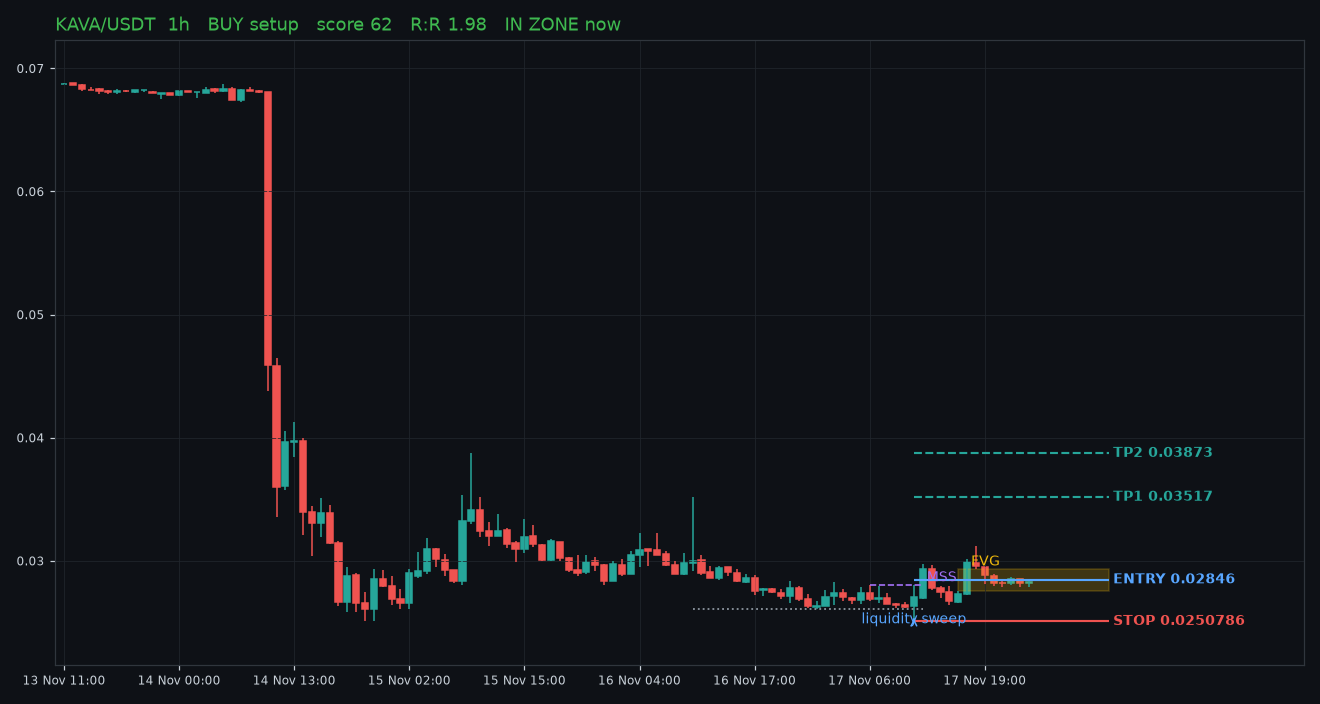 KAVA/USDT 1h BUY setup score 62 R:R 1.98 IN ZONE now
0.07
0.06
0.05
0.04
0.03
TP2 0.03873
TP1 0.03517
FVG
MSS
ENTRY 0.02846
liquidity sweep
STOP 0.0250786
13 Nov 11:00
14 Nov 00:00
14 Nov 13:00
15 Nov 02:00
15 Nov 15:00
16 Nov 04:00
16 Nov 17:00
17 Nov 06:00
17 Nov 19:00